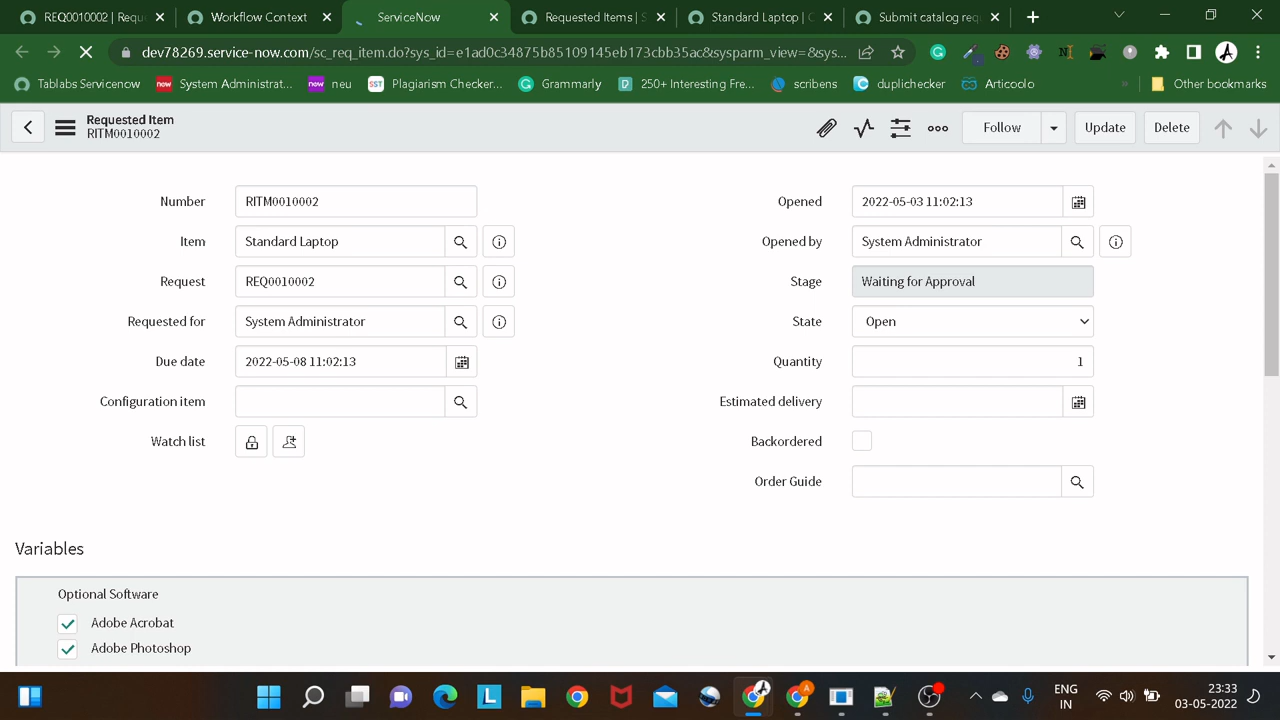 REQ0010002 | Requ
Workflow Context
ServiceNow
Requested Items | S
Standard Laptop | C
Submit catalog req
dev78269.service-now.com/sc_req_item.do?sys_id=e1ad0c34875b85109145eb173cbb35ac&sysparm_view=&sys...
Tablabs Servicenow
now
System Administrat...
now
neu
SST
Plagiarism Checker...
Grammarly
250+ Interesting Fre...
scribens
duplichecker
Articoolo
»
Other bookmarks
Requested Item
RITM0010002
Follow
Update
Delete
Number
RITM0010002
Opened
2022-05-03 11:02:13
Item
Standard Laptop
Opened by
System Administrator
Request
REQ0010002
Stage
Waiting for Approval
Requested for
System Administrator
State
Open
Due date
2022-05-08 11:02:13
Quantity
1
Configuration item
Estimated delivery
Watch list
Backordered
Order Guide
Variables
Optional Software
Adobe Acrobat
Adobe Photoshop
ENG
IN
23:33
03-05-2022